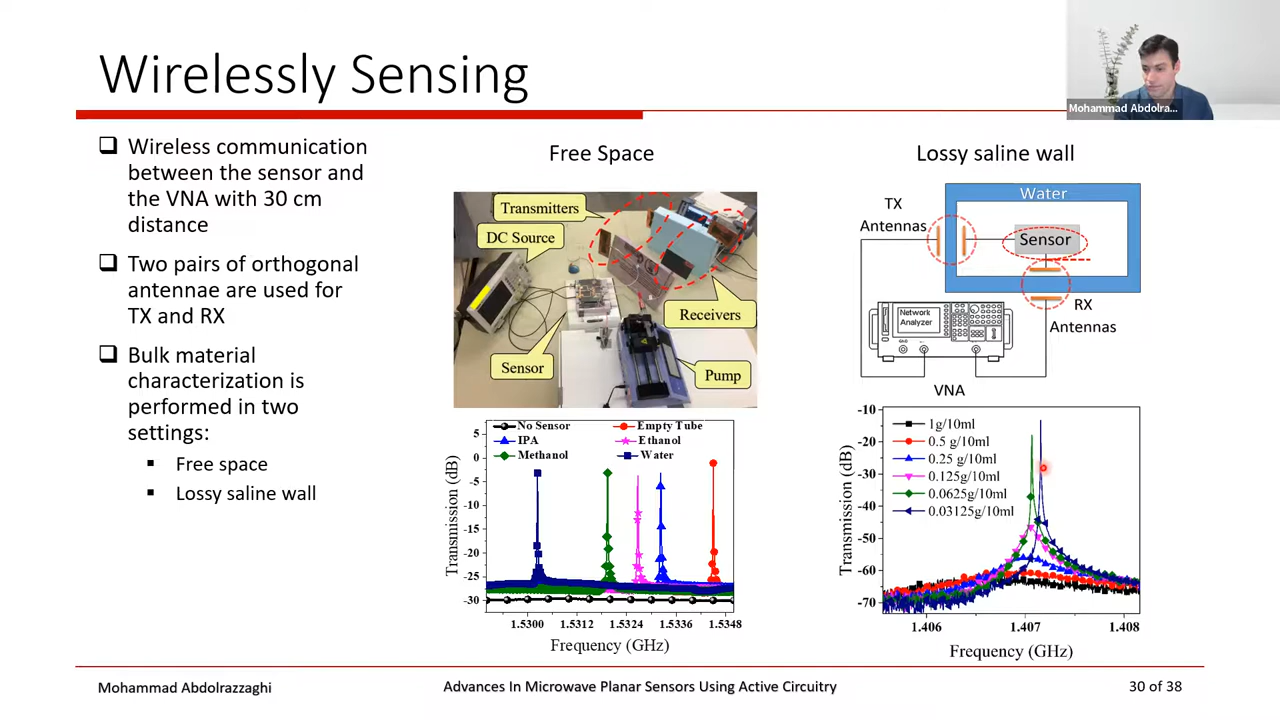 Wirelessly Sensing
Mohammad Abdolra...
Wireless communication
between the sensor and
the VNA with 30 cm
distance
Two pairs of orthogonal
antennae are used for
TX and RX
Bulk material
characterization is
performed in two
settings:
Free space
Lossy saline wall
Free Space
Transmitters
DC Source
Receivers
Sensor
Pump
5
0
-5
-10
-15
-20
-25
-30
Transmission (dB)
No Sensor
Empty Tube
IPA
Ethanol
Methanol
Water
1.5300 1.5312 1.5324 1.5336 1.5348
Frequency (GHz)
Lossy saline wall
Water
TX
Antennas
Sensor
RX
Antennas
Network
Analyzer
VNA
-10
-20
-30
-40
-50
-60
-70
Transmission (dB)
1g/10ml
0.5 g/10ml
0.25 g/10ml
0.125g/10ml
0.0625g/10ml
0.03125g/10ml
1.406 1.407 1.408
Frequency (GHz)
Mohammad Abdolrazzaghi
Advances In Microwave Planar Sensors Using Active Circuitry
30 of 38